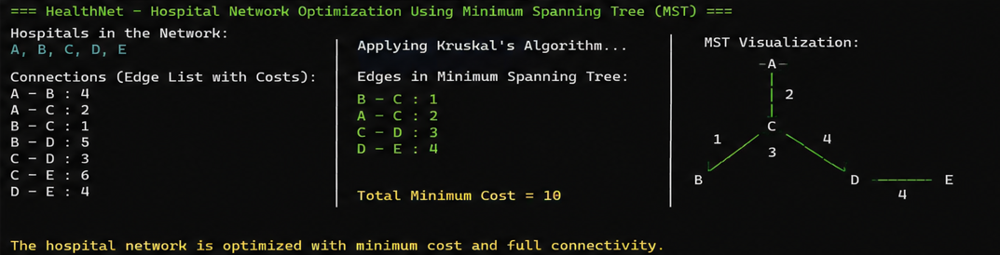 === HealthNet - Hospital Network Optimization Using Minimum Spanning Tree (MST) ===
Hospitals in the Network:
A, B, C, D, E
Connections (Edge List with Costs):
A - B : 4
A - C : 2
B - C : 1
B - D : 5
C - D : 3
C - E : 6
D - E : 4
Applying Kruskal's Algorithm...
Edges in Minimum Spanning Tree:
B - C : 1
A - C : 2
C - D : 3
D - E : 4
Total Minimum Cost = 10
MST Visualization:
A
2
C
1 4
3
B D E
4
The hospital network is optimized with minimum cost and full connectivity.